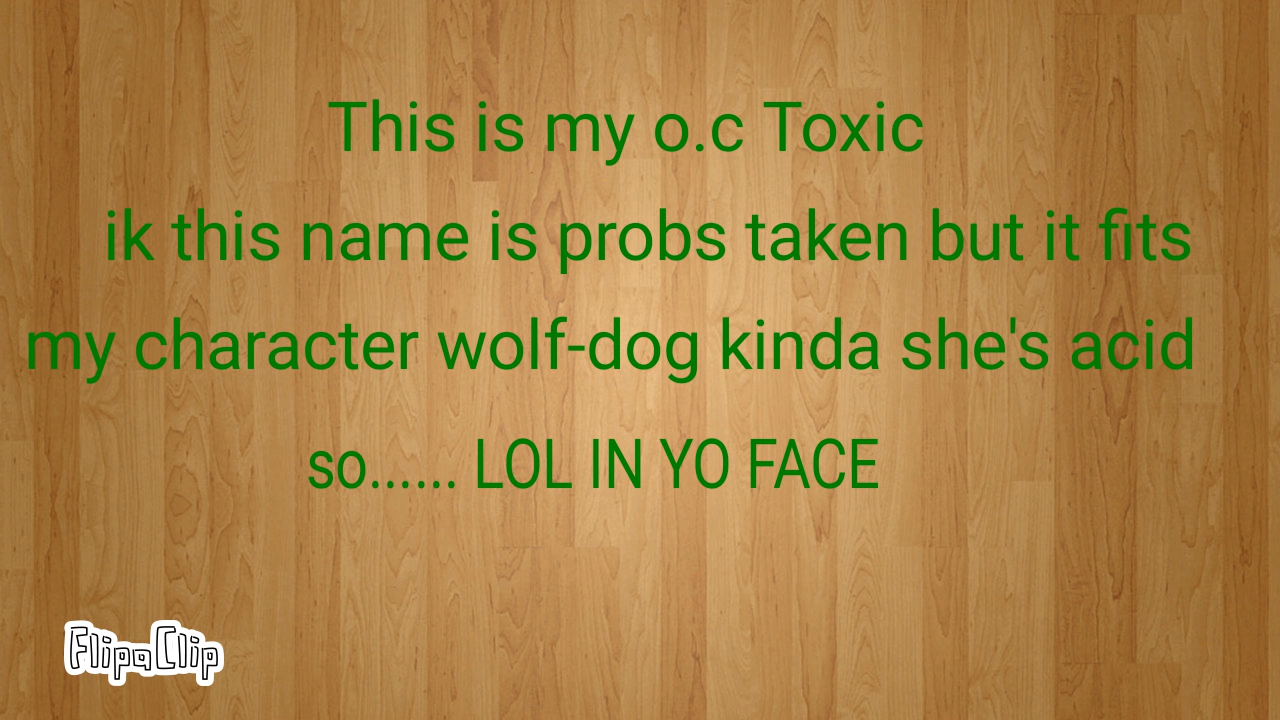 This is my o.c Toxic
ik this name is probs taken but it fits
my character wolf-dog kinda she's acid
so...... LOL IN YO FACE
FlipaClip